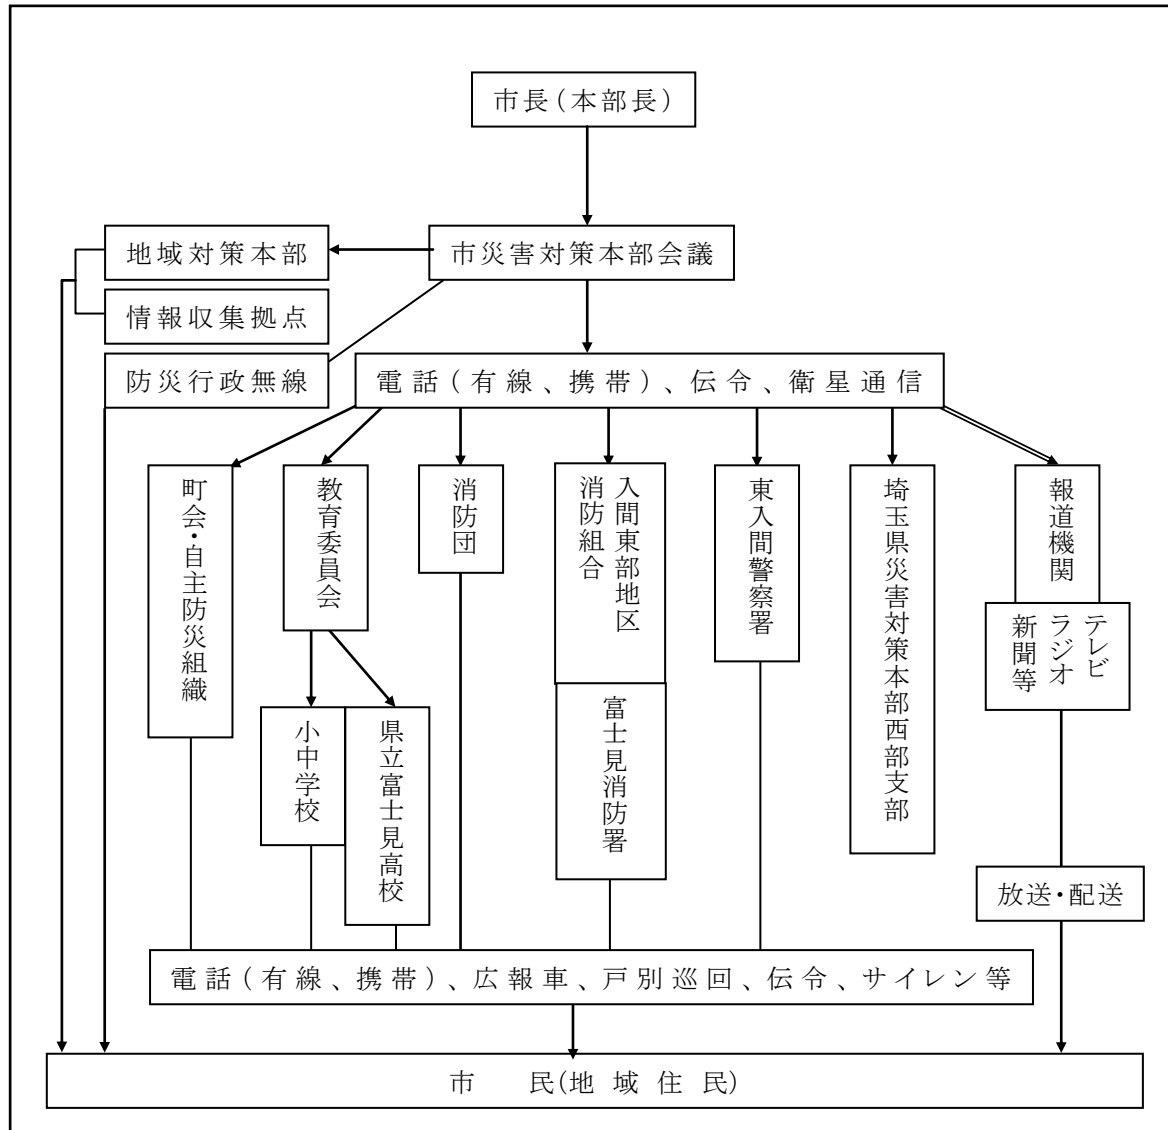 市長(本部長)
地域対策本部
市災害対策本部会議
情報収集拠点
防災行政無線
電話(有線、携帯)、伝令、衛星通信
町会・自主防災組織
教育委員会
消防団
入間東部地区
消防組合
東入間警察署
埼玉県災害対策本部西部支部
報道機関
テレビ
ラジオ
新聞等
小中学校
県立富士見高校
富士見消防署
放送・配送
電話(有線、携帯)、広報車、戸別巡回、伝令、サイレン等
市 民(地域住民)